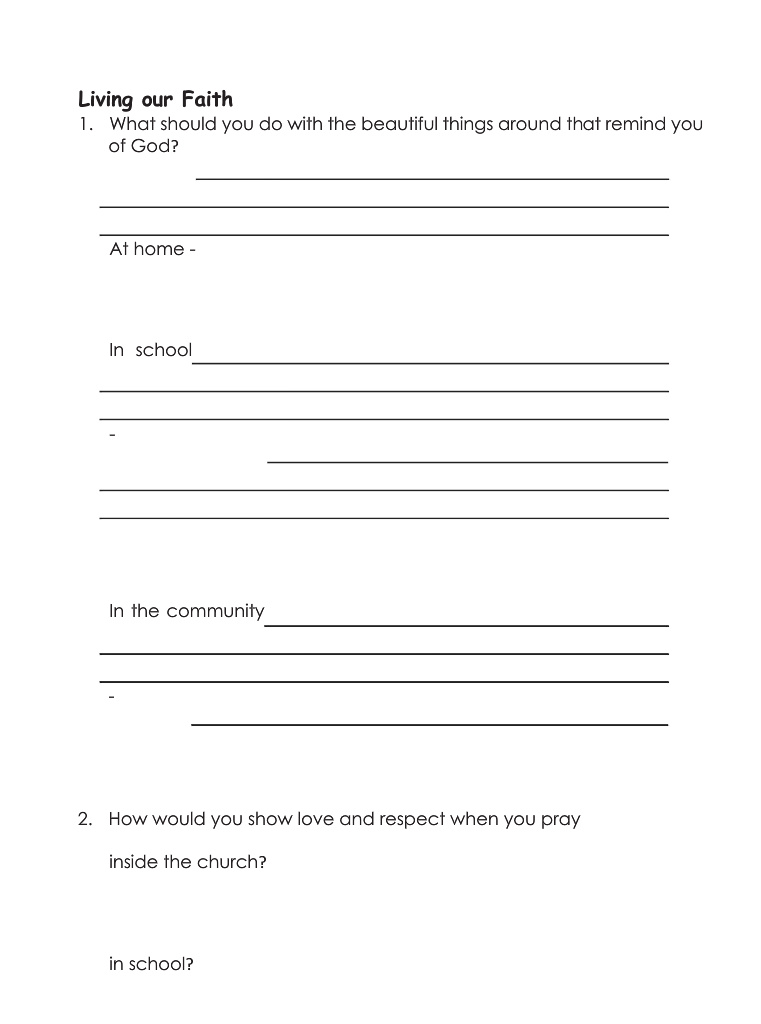 Living our Faith
1. What should you do with the beautiful things around that remind you
of God?
At home -
In school
-
In the community
-
2. How would you show love and respect when you pray
inside the church?
in school?